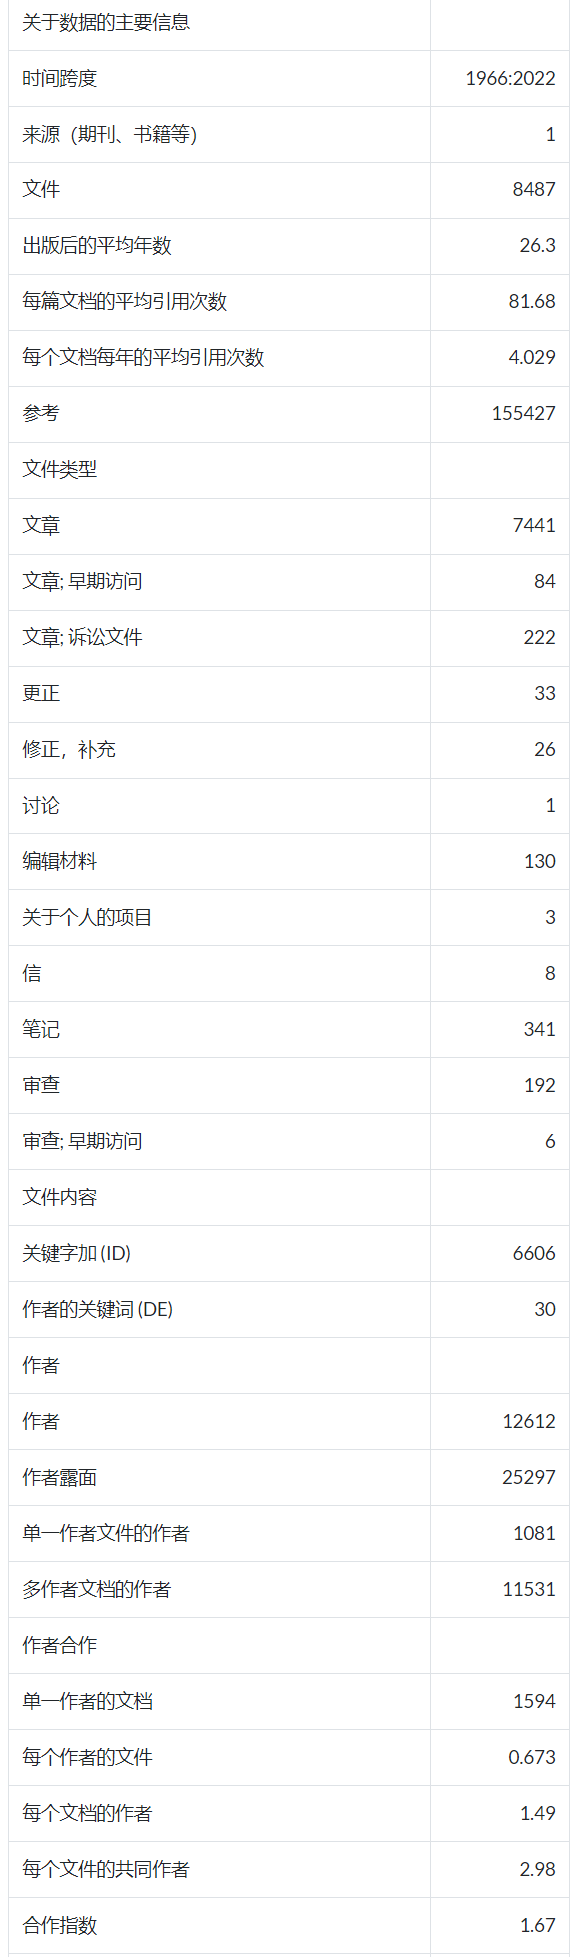 关于数据的主要信息
时间跨度 1966:2022
来源（期刊、书籍等） 1
文件 8487
出版后的平均年数 26.3
每篇文档的平均引用次数 81.68
每个文档每年的平均引用次数 4.029
参考 155427
文件类型
文章 7441
文章; 早期访问 84
文章; 诉讼文件 222
更正 33
修正，补充 26
讨论 1
编辑材料 130
关于个人的项目 3
信 8
笔记 341
审查 192
审查; 早期访问 6
文件内容
关键字加 (ID) 6606
作者的关键词 (DE) 30
作者
作者 12612
作者露面 25297
单一作者文件的作者 1081
多作者文档的作者 11531
作者合作
单一作者的文档 1594
每个作者的文件 0.673
每个文档的作者 1.49
每个文件的共同作者 2.98
合作指数 1.67